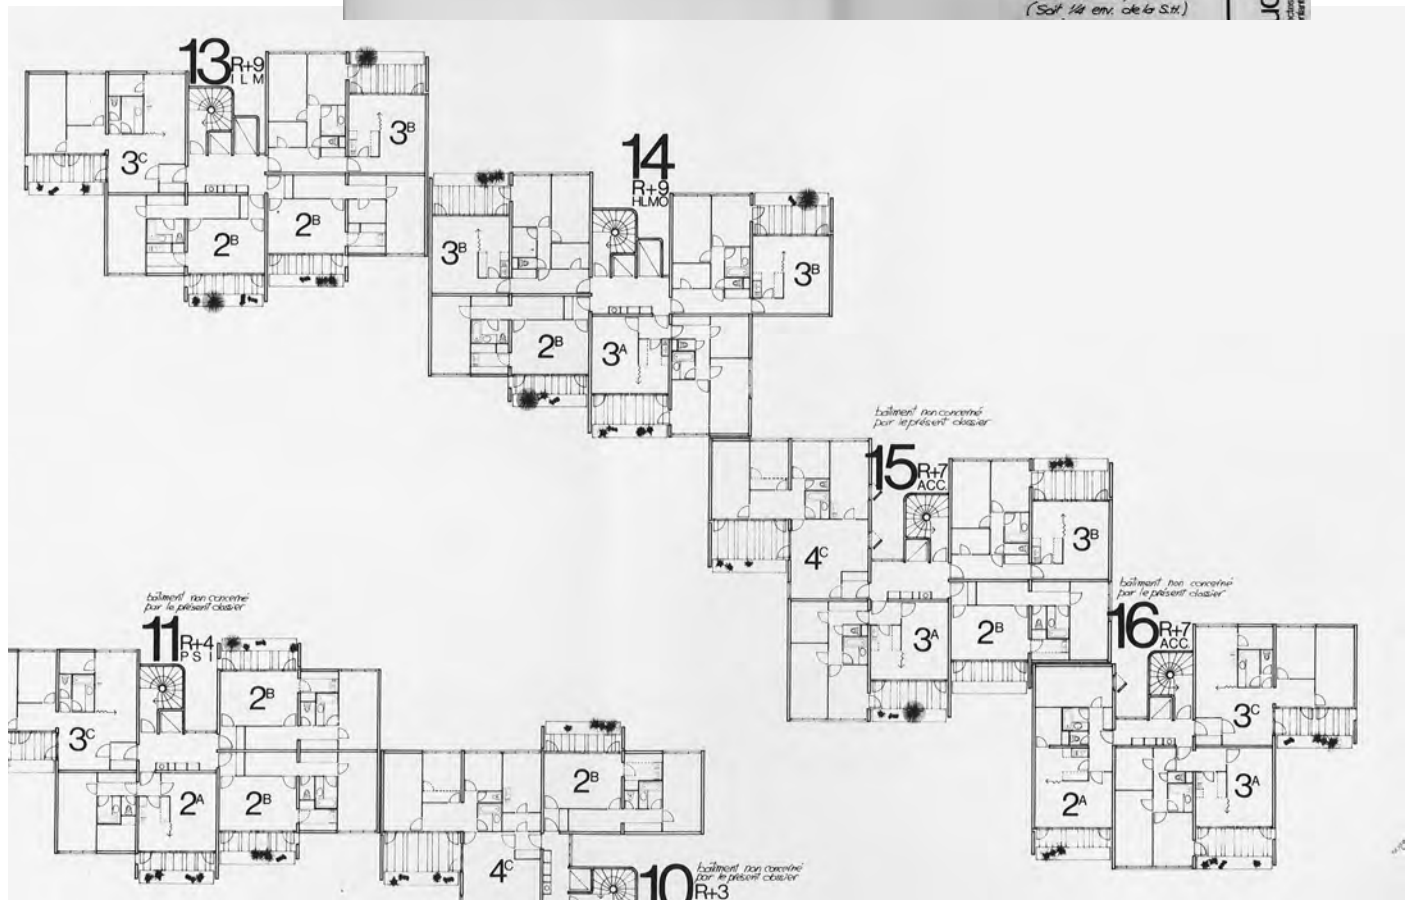 (Soit 1/4 env. de la S.H.)
13
R+9
I L M
3B
3C
2B
2B
14
R+9
HLMO
3B
3B
2B
3A
bâtiment non concerné
par le présent dossier
15
R+7
ACC.
3B
4C
3A
2B
bâtiment non concerné
par le présent dossier
16
R+7
ACC.
3C
2A
3A
bâtiment non concerné
par le présent dossier
11
R+4
P S I
2B
3C
2A
2B
2B
4C
bâtiment non concerné
par le présent dossier
10
R+3